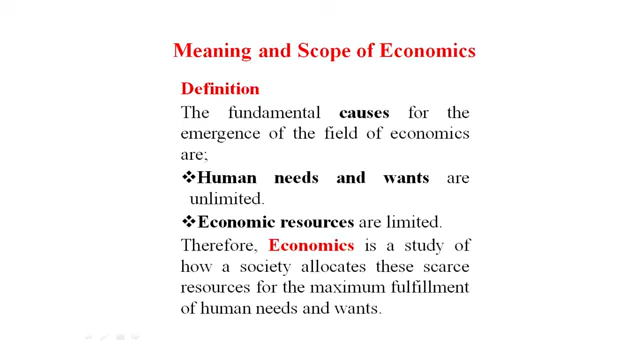 Meaning and Scope of Economics
Definition
The fundamental causes for the
emergence of the field of economics
are;
❖Human needs and wants are
unlimited.
❖Economic resources are limited.
Therefore, Economics is a study of
how a society allocates these scarce
resources for the maximum fulfillment
of human needs and wants.